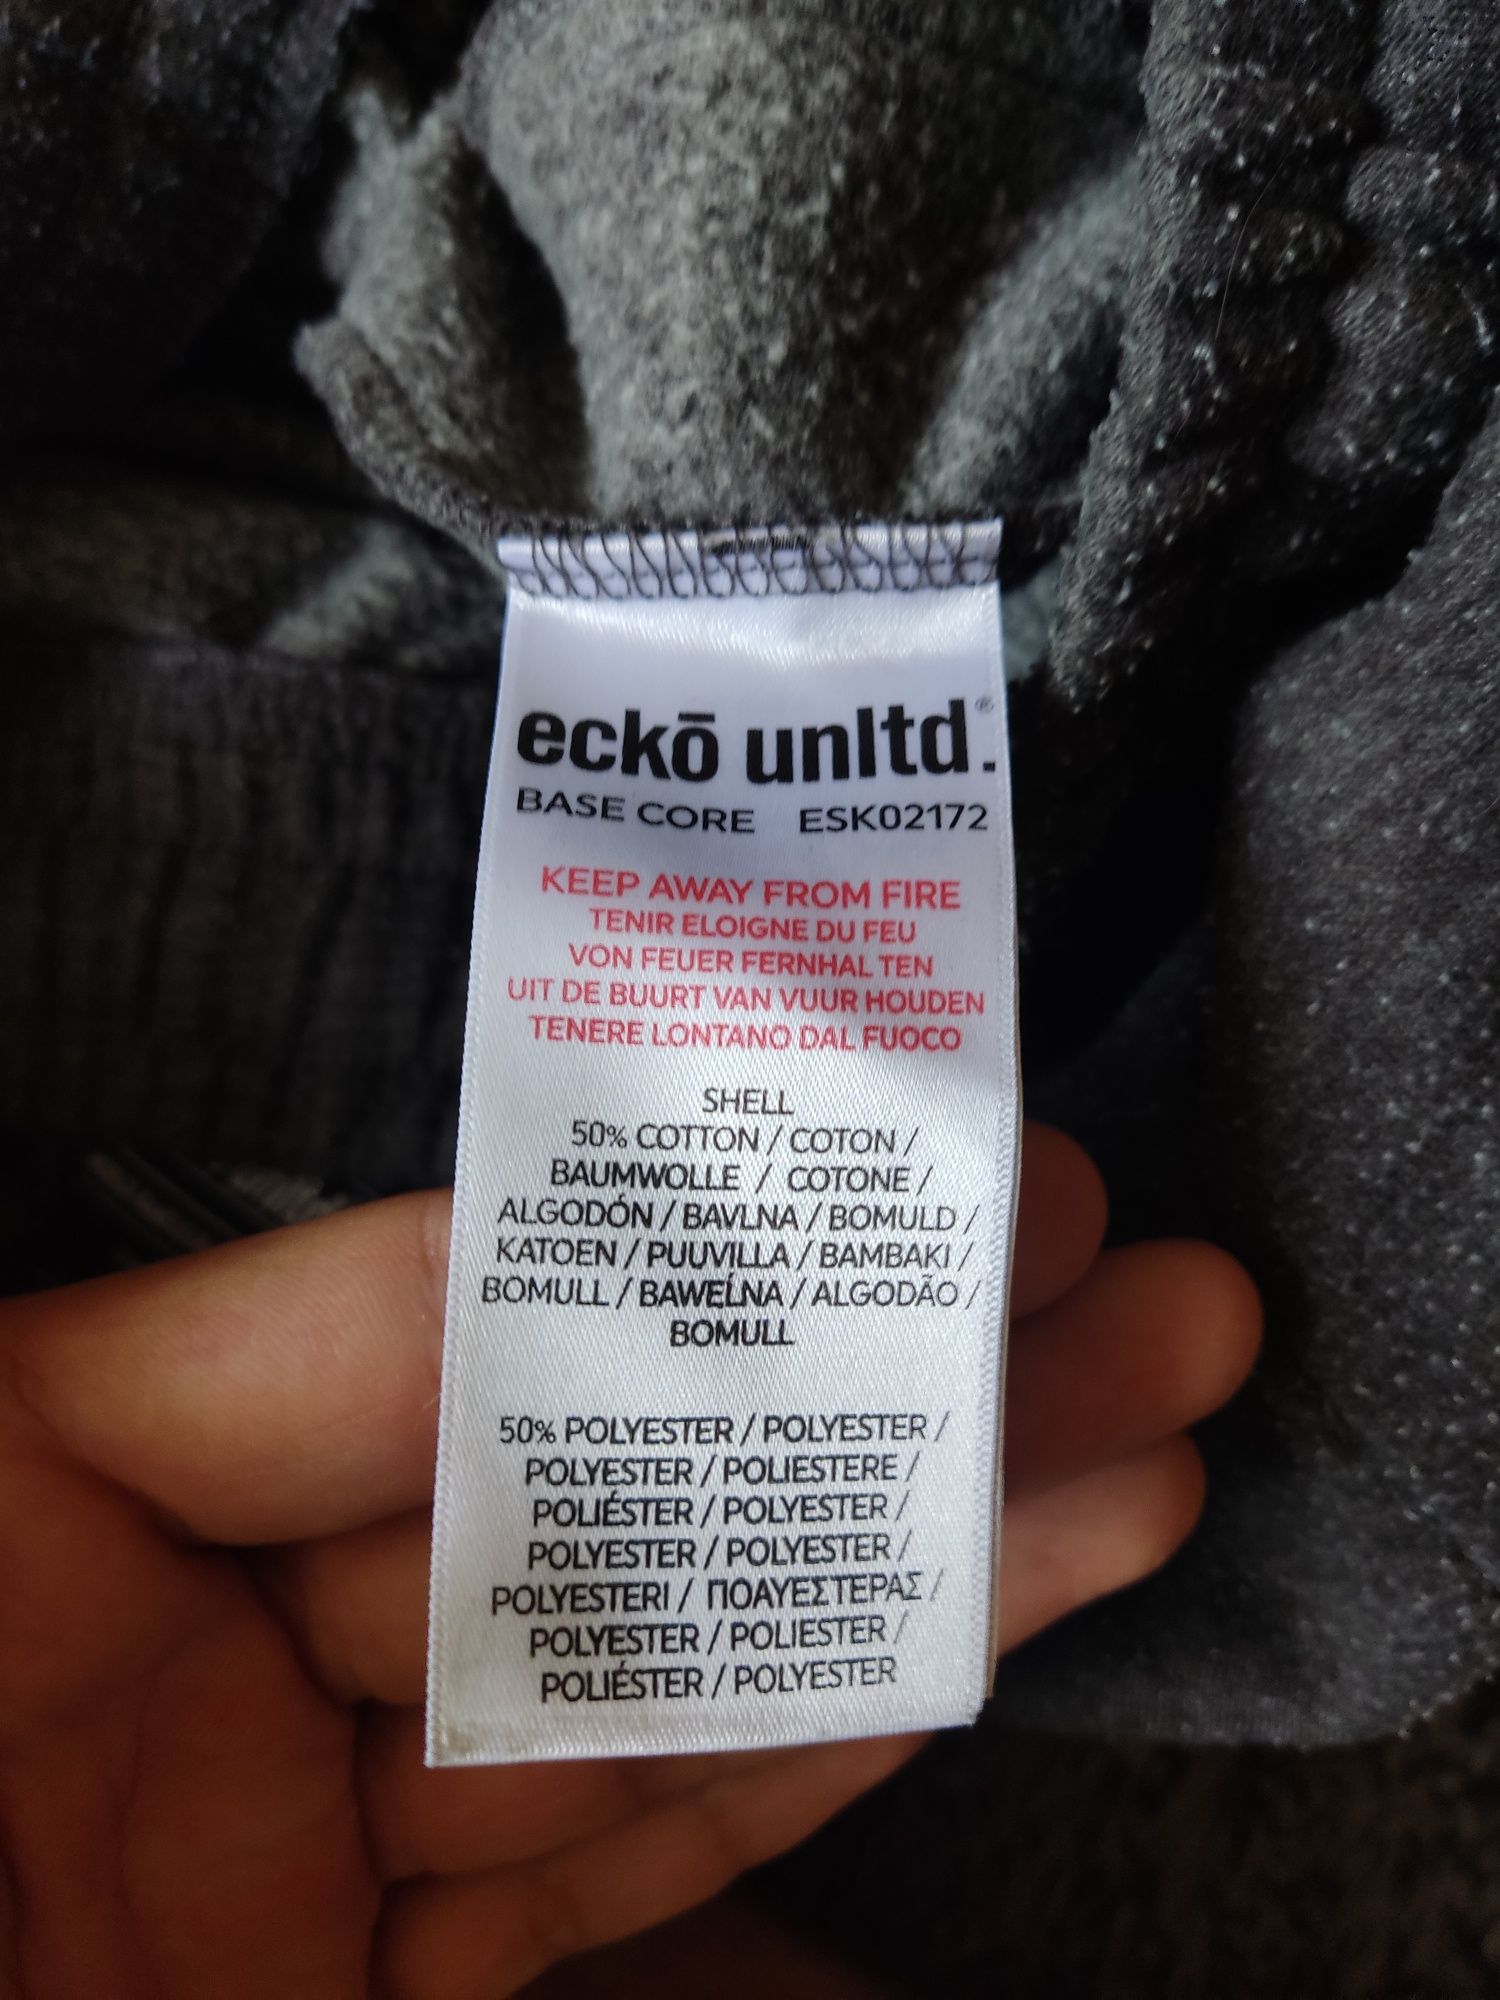 eckō unltd.®
BASE CORE ESK02172
KEEP AWAY FROM FIRE
TENIR ELOIGNE DU FEU
VON FEUER FERNHAL TEN
UIT DE BUURT VAN VUUR HOUDEN
TENERE LONTANO DAL FUOCO
SHELL
50% COTTON / COTON /
BAUMWOLLE / COTONE /
ALGODÓN / BAVLNA / BOMULD /
KATOEN / PUUVILLA / BAMBAKI /
BOMULL / BAWEĹNA / ALGODÃO /
BOMULL
50% POLYESTER / POLYESTER /
POLYESTER / POLIESTERE /
POLIÉSTER / POLYESTER /
POLYESTER / POLYESTER /
POLYESTERI / ΠΟΑΥΕΣΤΕΡΑΣ /
POLYESTER / POLIESTER /
POLIÉSTER / POLYESTER